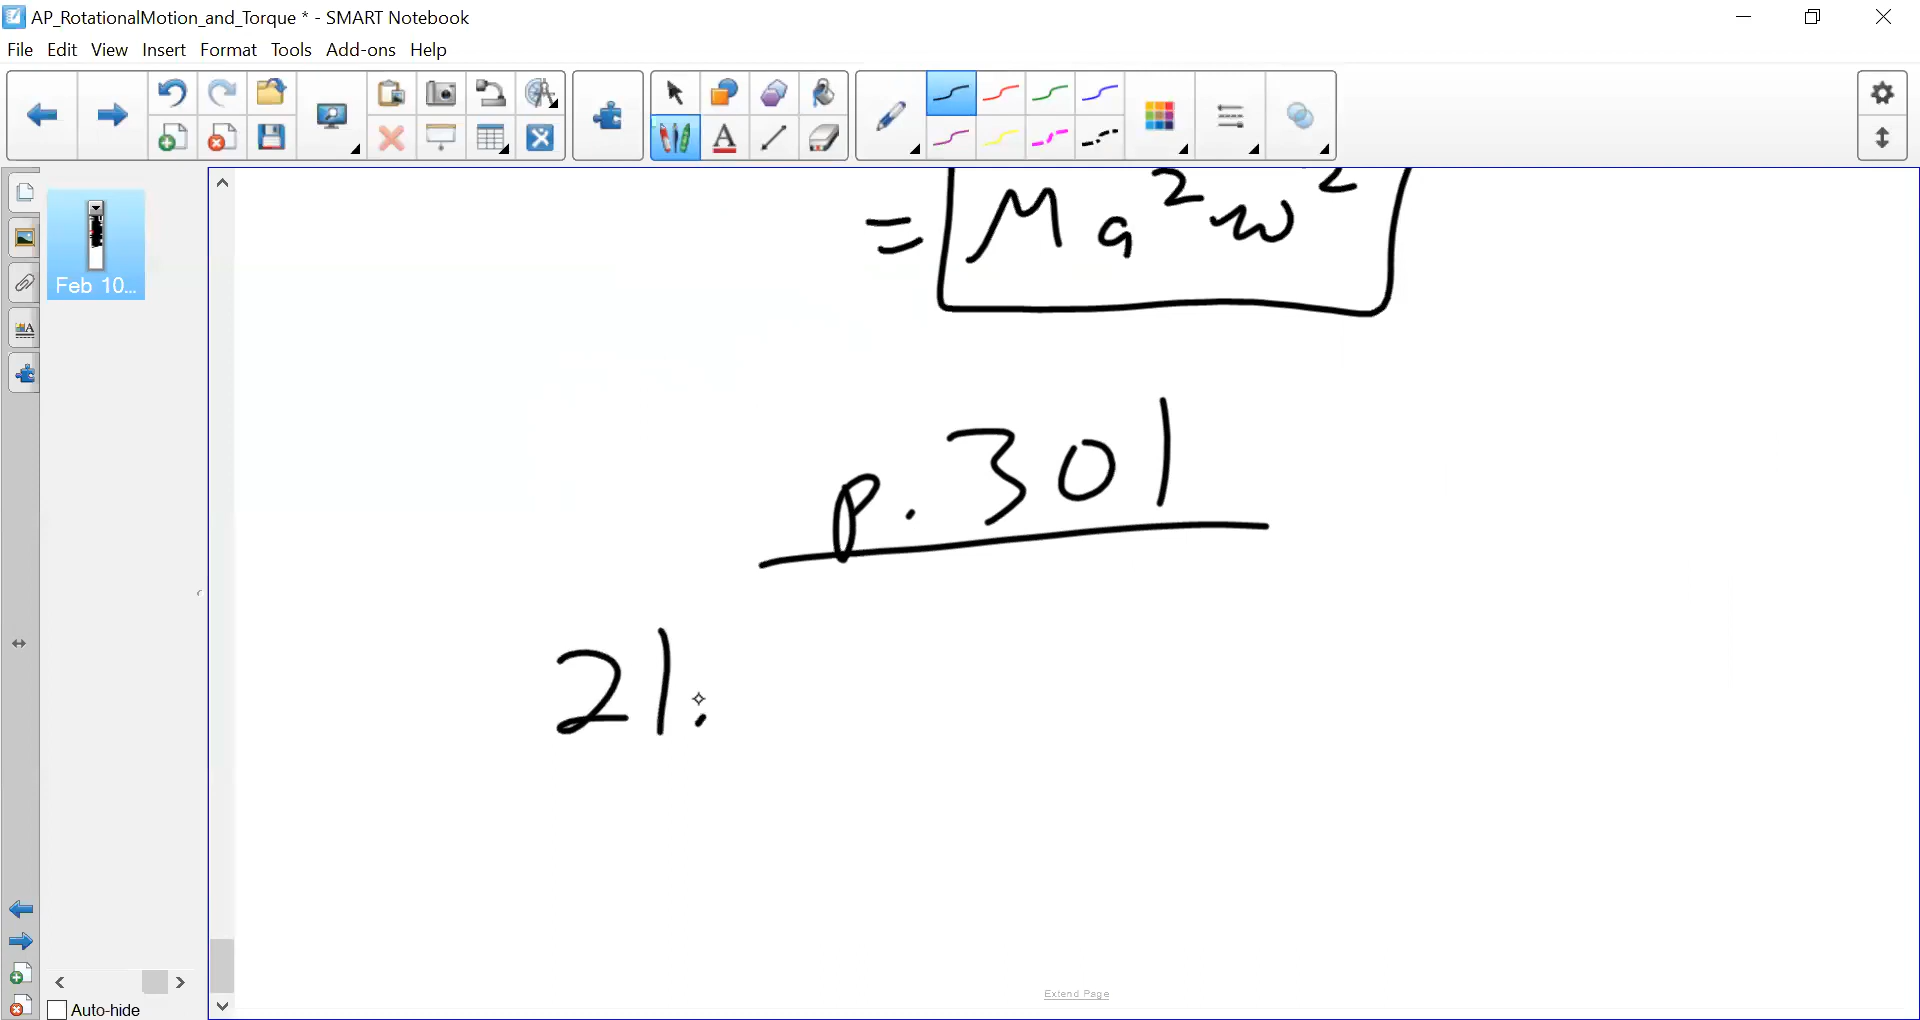 AP_RotationalMotion_and_Torque * - SMART Notebook
File Edit View Insert Format Tools Add-ons Help
Feb 10...
= Ma²ω²
p. 301
21.
Extend Page
Auto-hide